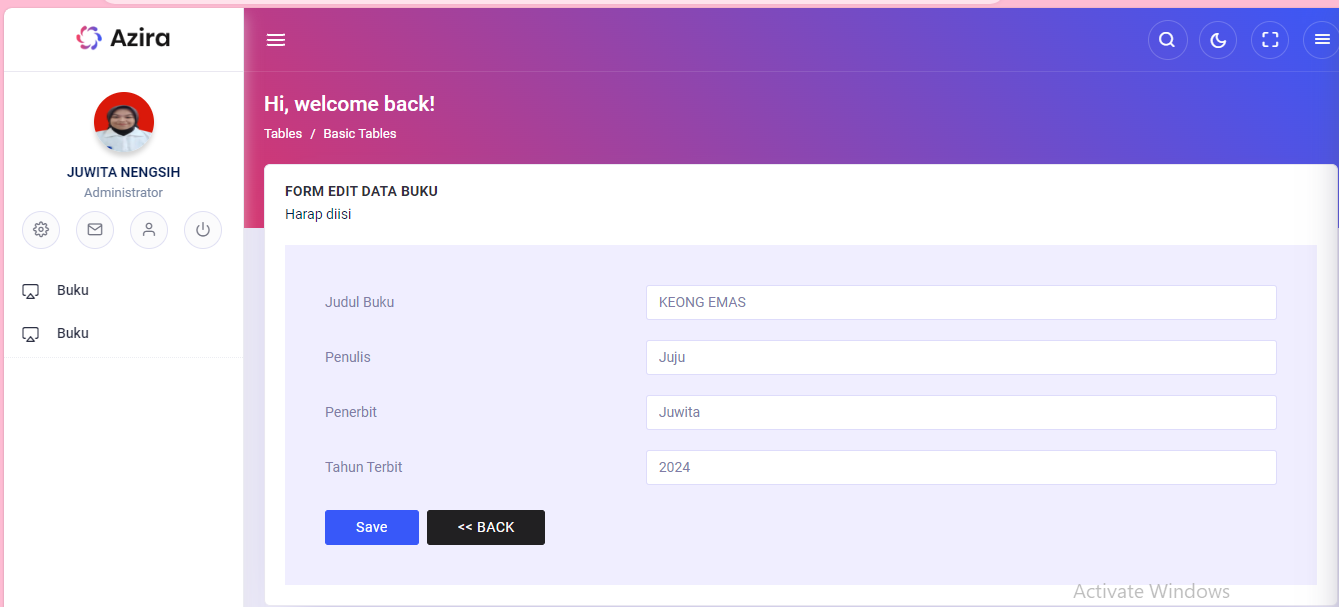 Azira
JUWITA NENGSIH
Administrator
Buku
Buku
Hi, welcome back!
Tables / Basic Tables
FORM EDIT DATA BUKU
Harap diisi
Judul Buku KEONG EMAS
Penulis Juju
Penerbit Juwita
Tahun Terbit 2024
Save << BACK
Activate Windows